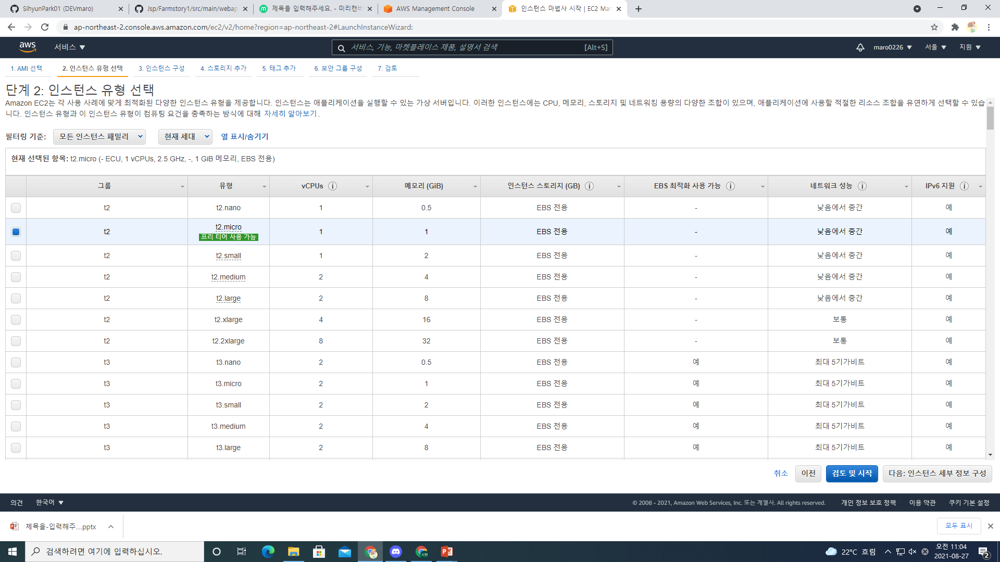 SihyunPark01 (DEVmaro)
Jsp/Farmstory1/src/main/webap
제목을 입력해주세요. - 미리캔버
AWS Management Console
인스턴스 마법사 시작 | EC2 Mar
ap-northeast-2.console.aws.amazon.com/ec2/v2/home?region=ap-northeast-2#LaunchInstanceWizard:
aws
서비스
서비스, 기능, 마켓플레이스 제품, 설명서 검색
[Alt+S]
maro0226
서울
지원
1. AMI 선택
2. 인스턴스 유형 선택
3. 인스턴스 구성
4. 스토리지 추가
5. 태그 추가
6. 보안 그룹 구성
7. 검토
단계 2: 인스턴스 유형 선택
Amazon EC2는 각 사용 사례에 맞게 최적화된 다양한 인스턴스 유형을 제공합니다. 인스턴스는 애플리케이션을 실행할 수 있는 가상 서버입니다. 이러한 인스턴스에는 CPU, 메모리, 스토리지 및 네트워킹 용량의 다양한 조합이 있으며, 애플리케이션에 사용할 적절한 리소스 조합을 유연하게 선택할 수 있습
니다. 인스턴스 유형과 이 인스턴스 유형이 컴퓨팅 요건을 충족하는 방식에 대해 자세히 알아보기.
필터링 기준: 모든 인스턴스 패밀리 현재 세대 열 표시/숨기기
현재 선택된 항목: t2.micro (- ECU, 1 vCPUs, 2.5 GHz, -, 1 GiB 메모리, EBS 전용)
그룹 유형 vCPUs 메모리 (GiB) 인스턴스 스토리지 (GB) EBS 최적화 사용 가능 네트워크 성능 IPv6 지원
t2 t2.nano 1 0.5 EBS 전용 - 낮음에서 중간 예
t2 t2.micro 1 1 EBS 전용 - 낮음에서 중간 예
프리 티어 사용 가능
t2 t2.small 1 2 EBS 전용 - 낮음에서 중간 예
t2 t2.medium 2 4 EBS 전용 - 낮음에서 중간 예
t2 t2.large 2 8 EBS 전용 - 낮음에서 중간 예
t2 t2.xlarge 4 16 EBS 전용 - 보통 예
t2 t2.2xlarge 8 32 EBS 전용 - 보통 예
t3 t3.nano 2 0.5 EBS 전용 예 최대 5기가비트 예
t3 t3.micro 2 1 EBS 전용 예 최대 5기가비트 예
t3 t3.small 2 2 EBS 전용 예 최대 5기가비트 예
t3 t3.medium 2 4 EBS 전용 예 최대 5기가비트 예
t3 t3.large 2 8 EBS 전용 예 최대 5기가비트 예
취소 이전 검토 및 시작 다음: 인스턴스 세부 정보 구성
의견 한국어
© 2008 - 2021, Amazon Web Services, Inc. 또는 계열사. All rights reserved.
개인 정보 보호 정책 이용 약관 쿠키 기본 설정
제목을-입력해주....pptx
모두 표시
검색하려면 여기에 입력하십시오.
시현
22°C 흐림
오전 11:04
2021-08-27
2